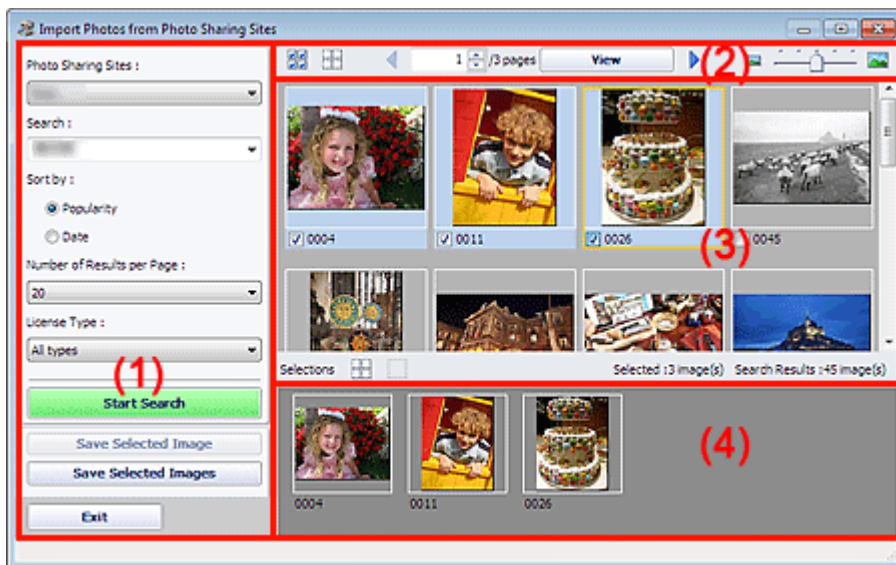 Import Photos from Photo Sharing Sites
Photo Sharing Sites :
Search :
Sort by :
Popularity
Date
Number of Results per Page :
20
License Type :
All types
(1)
Start Search
Save Selected Image
Save Selected Images
Exit
1 /3 pages View (2)
0004 0011 0026 0045
(3)
Selections Selected :3 image(s) Search Results :45 image(s)
(4)
0004 0011 0026